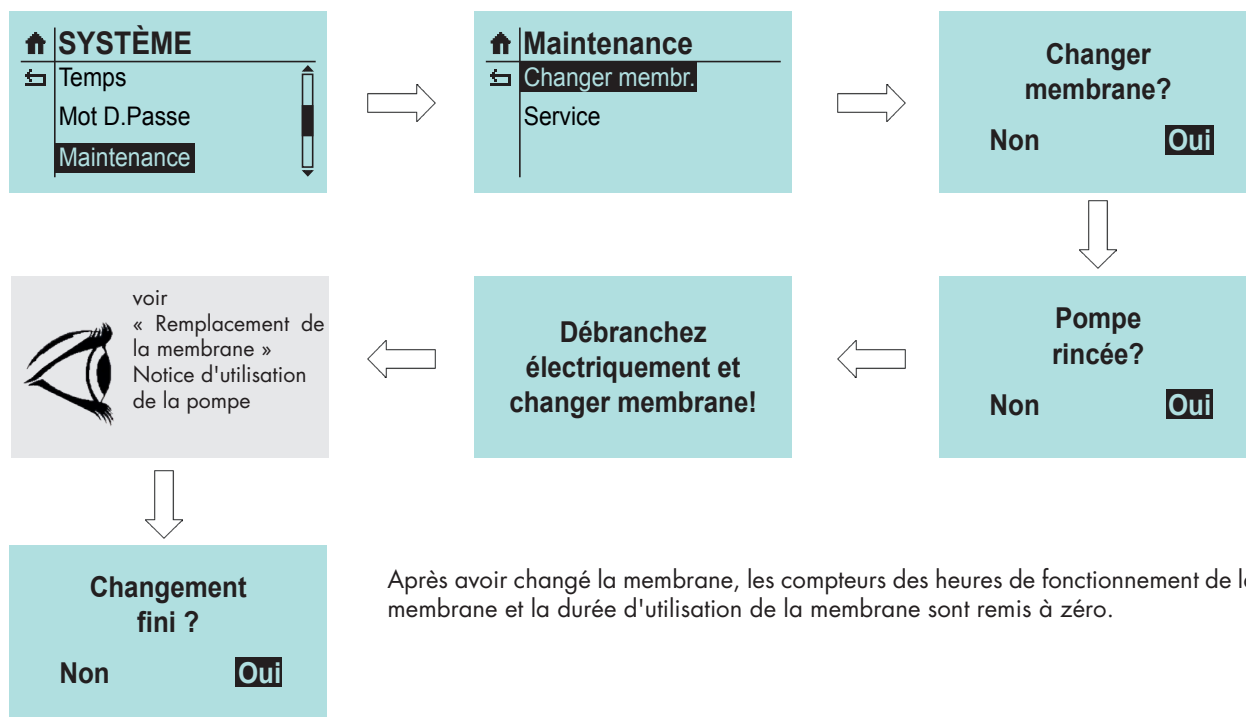 SYSTÈME
Temps
Mot D.Passe
Maintenance
Maintenance
Changer membr.
Service
Changer
membrane?
Non Oui
Pompe
rincée?
Non Oui
Débranchez
électriquement et
changer membrane!
voir
« Remplacement de
la membrane »
Notice d'utilisation
de la pompe
Changement
fini ?
Non Oui
Après avoir changé la membrane, les compteurs des heures de fonctionnement de
membrane et la durée d'utilisation de la membrane sont remis à zéro.